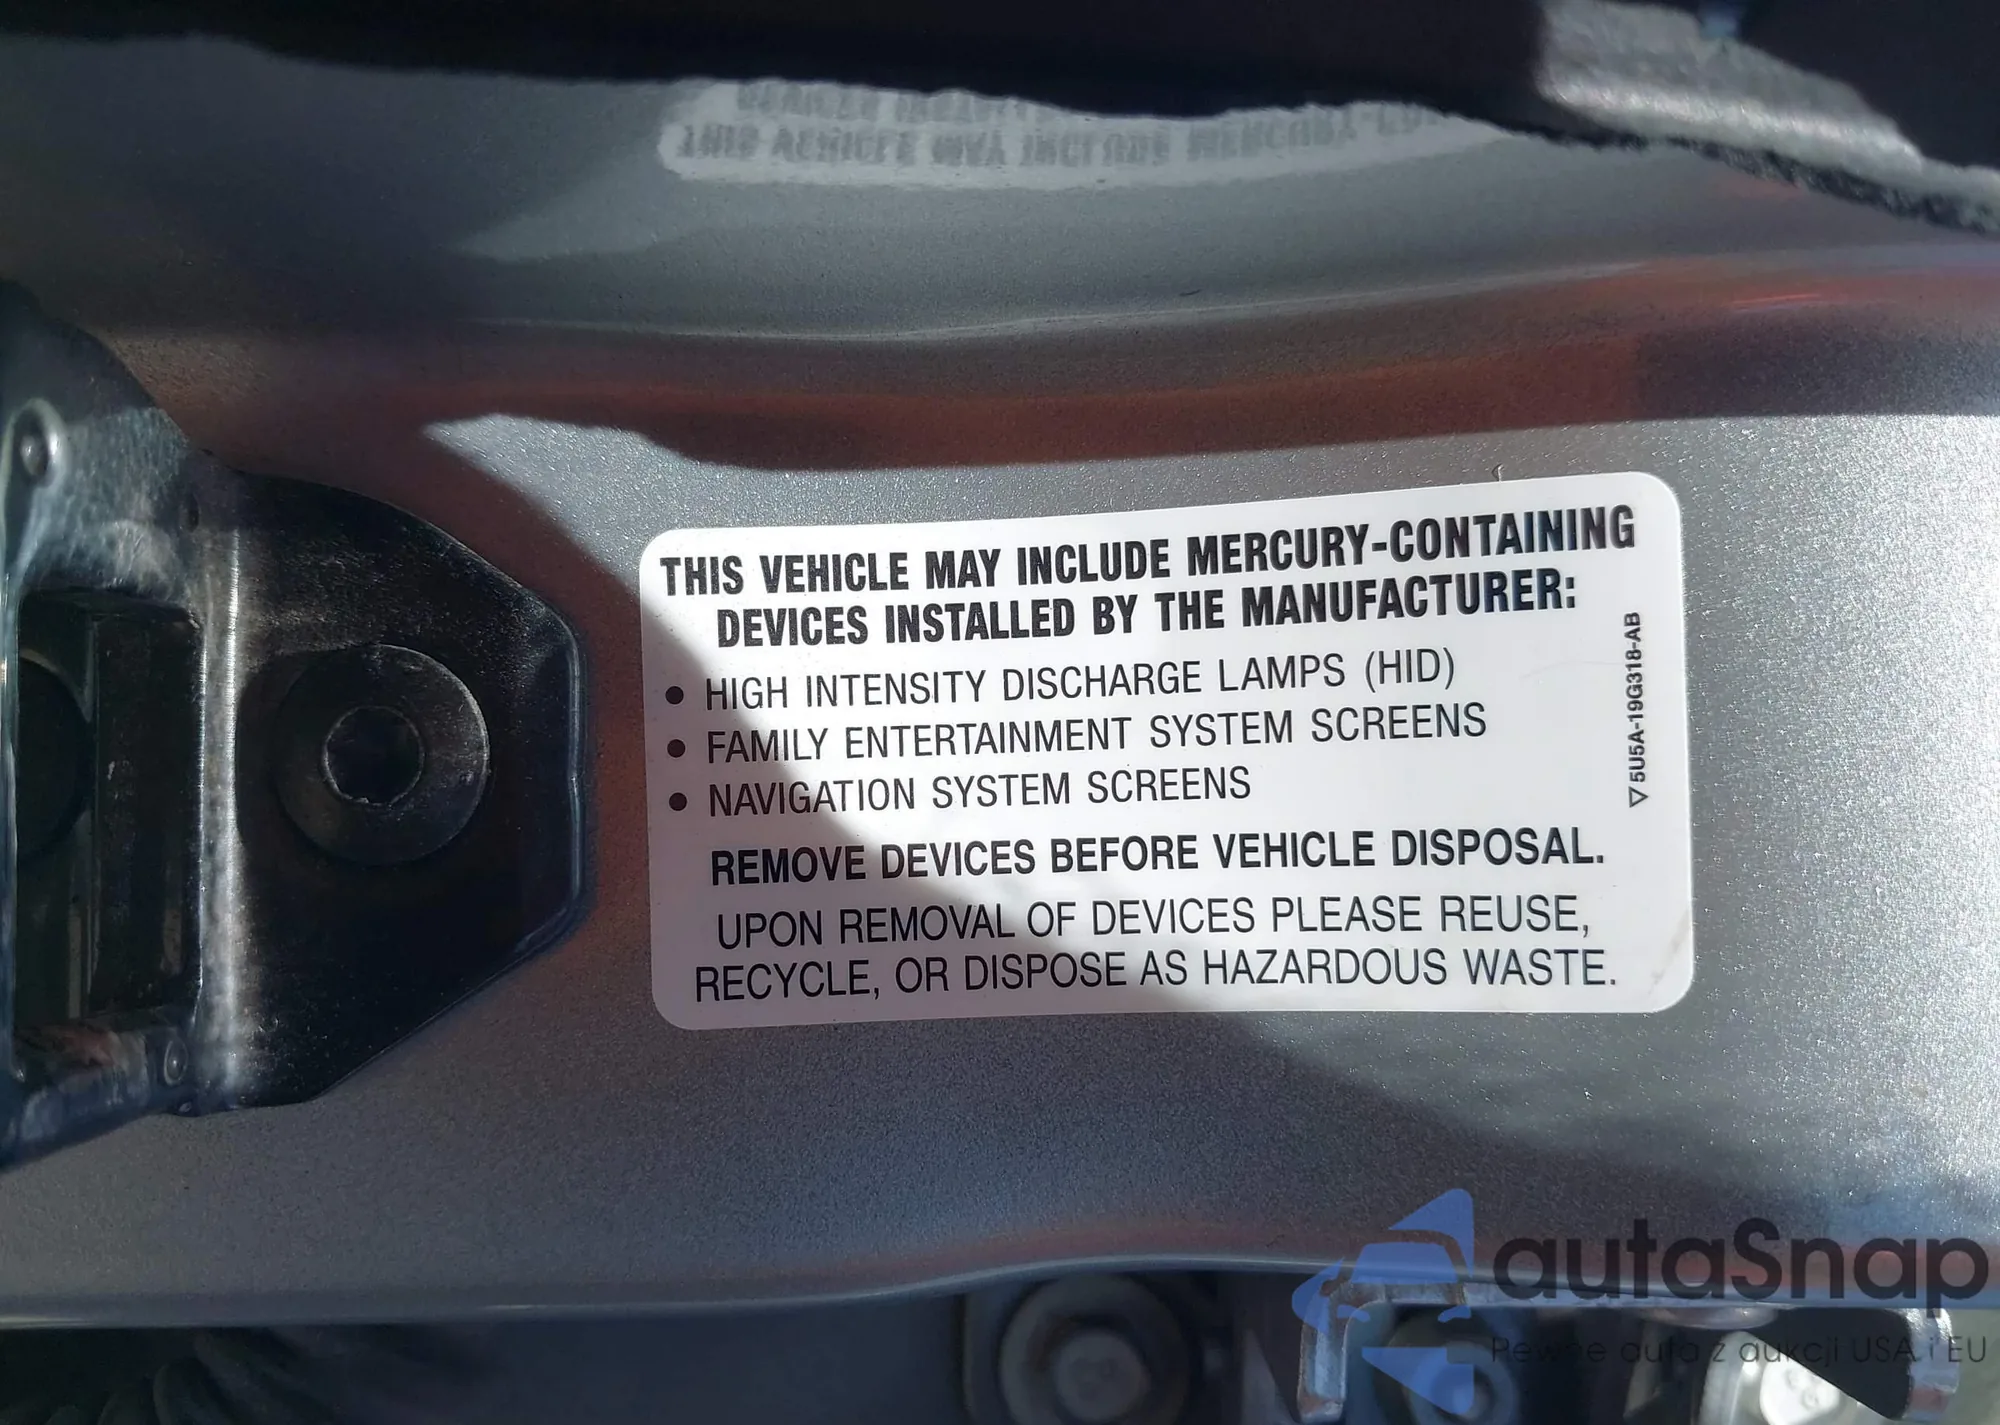 THIS VEHICLE MAY INCLUDE MERCURY-CONTAINING
DEVICES INSTALLED BY THE MANUFACTURER:
• HIGH INTENSITY DISCHARGE LAMPS (HID)
• FAMILY ENTERTAINMENT SYSTEM SCREENS
• NAVIGATION SYSTEM SCREENS
REMOVE DEVICES BEFORE VEHICLE DISPOSAL.
UPON REMOVAL OF DEVICES PLEASE REUSE,
RECYCLE, OR DISPOSE AS HAZARDOUS WASTE.
▽5U5A-19G318-AB
autaSnap
Pewne auta z aukcji USA i EU